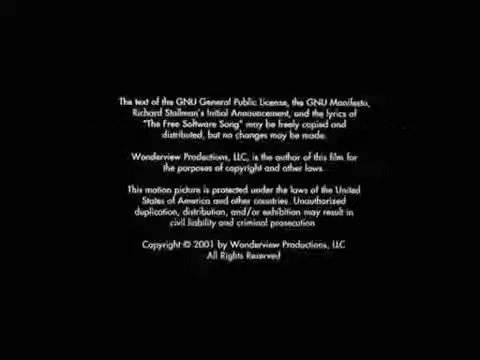 The text of the GNU General Public License, the GNU Manifesto,
Richard Stallman's Initial Announcement, and the lyrics of
"The Free Software Song" may be freely copied and
distributed, but no changes may be made.
Wonderview Productions, LLC, is the author of this film for
the purposes of copyright and other laws.
This motion picture is protected under the laws of the United
States of America and other countries. Unauthorized
duplication, distribution, and/or exhibition may result in
civil liability and criminal prosecution
Copyright © 2001 by Wonderview Productions, LLC
All Rights Reserved